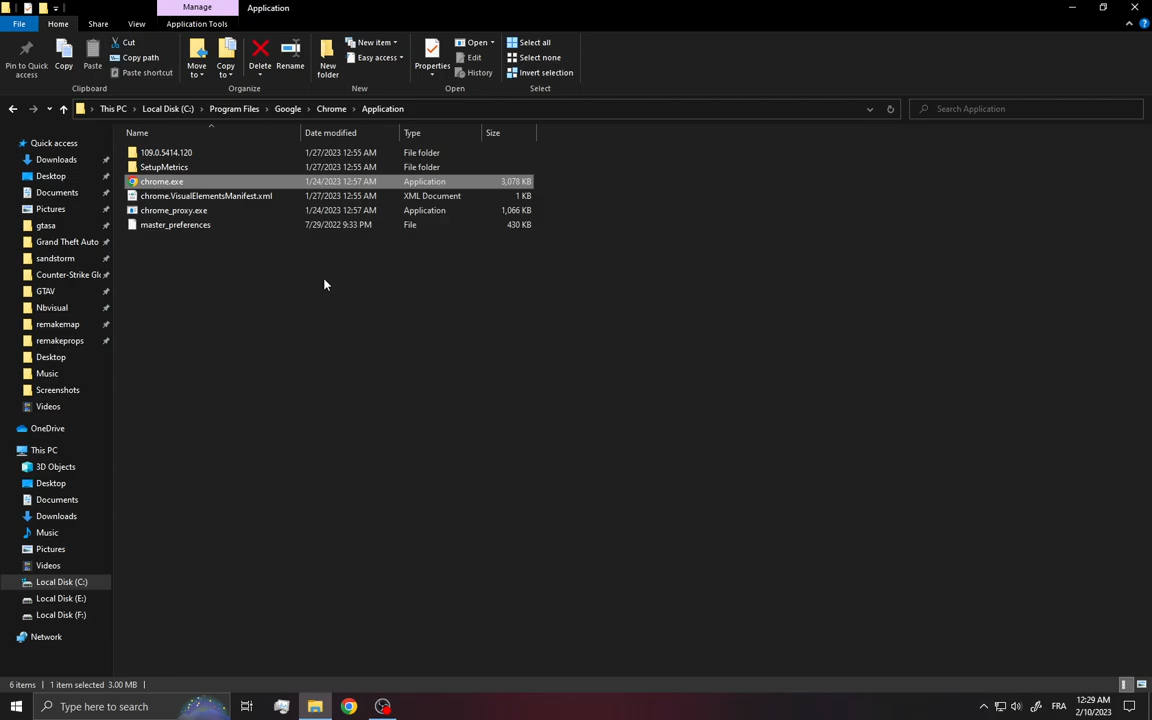 Manage
Application
File
Home
Share
View
Application Tools
Pin to Quick access
Copy
Paste
Cut
Copy path
Paste shortcut
Move to
Copy to
Delete
Rename
New folder
New item
Easy access
Properties
Open
Edit
History
Select all
Select none
Invert selection
Clipboard
Organize
New
Open
Select
This PC > Local Disk (C:) > Program Files > Google > Chrome > Application
Search Application
Name Date modified Type Size
109.0.5414.120 1/27/2023 12:55 AM File folder
SetupMetrics 1/27/2023 12:55 AM File folder
chrome.exe 1/24/2023 12:57 AM Application 3,078 KB
chrome.VisualElementsManifest.xml 1/27/2023 12:55 AM XML Document 1 KB
chrome_proxy.exe 1/24/2023 12:57 AM Application 1,066 KB
master_preferences 7/29/2022 9:33 PM File 430 KB
Quick access
Downloads
Desktop
Documents
Pictures
gtasa
Grand Theft Auto
sandstorm
Counter-Strike Glo
GTAV
Nbvisual
remakemap
remakeprops
Desktop
Music
Screenshots
Videos
OneDrive
This PC
3D Objects
Desktop
Documents
Downloads
Music
Pictures
Videos
Local Disk (C:)
Local Disk (E:)
Local Disk (F:)
Network
6 items 1 item selected 3.00 MB
Type here to search
FRA
12:29 AM
2/10/2023